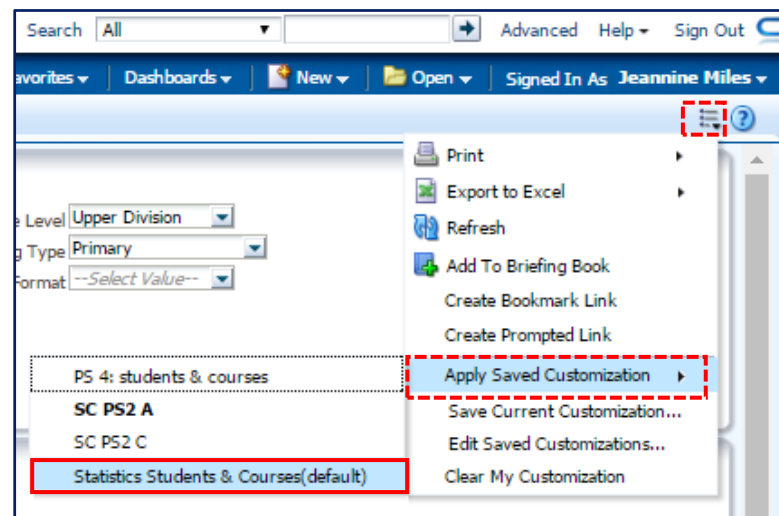 Search All Advanced Help Sign Out
avorites Dashboards New Open Signed In As Jeannine Miles
Print
Export to Excel
Refresh
Add To Briefing Book
Create Bookmark Link
Create Prompted Link
Apply Saved Customization
Save Current Customization...
Edit Saved Customizations...
Clear My Customization
e Level Upper Division
g Type Primary
Format --Select Value--
PS 4: students & courses
SC PS2 A
SC PS2 C
Statistics Students & Courses(default)